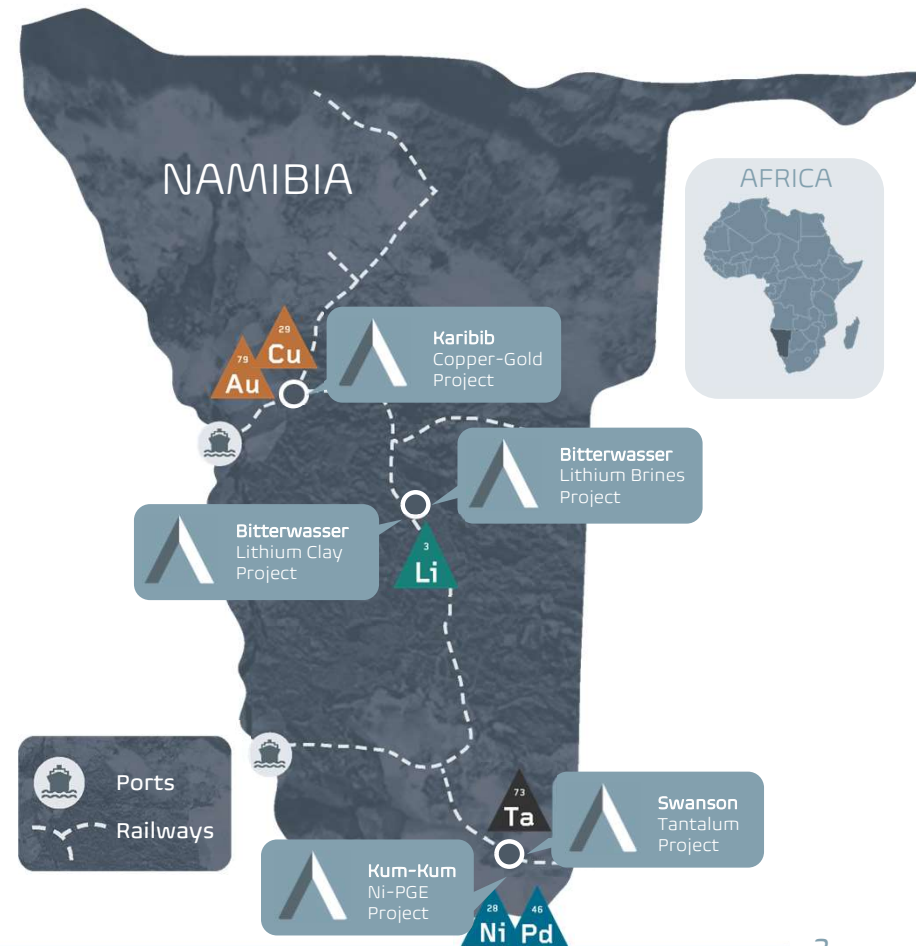 NAMIBIA
AFRICA
29
Cu
79
Au
Karibib
Copper-Gold
Project
Bitterwasser
Lithium Brines
Project
Bitterwasser
Lithium Clay
Project
3
Li
Ports
Railways
73
Ta
Swanson
Tantalum
Project
Kum-Kum
Ni-PGE
Project
28
Ni
46
Pd